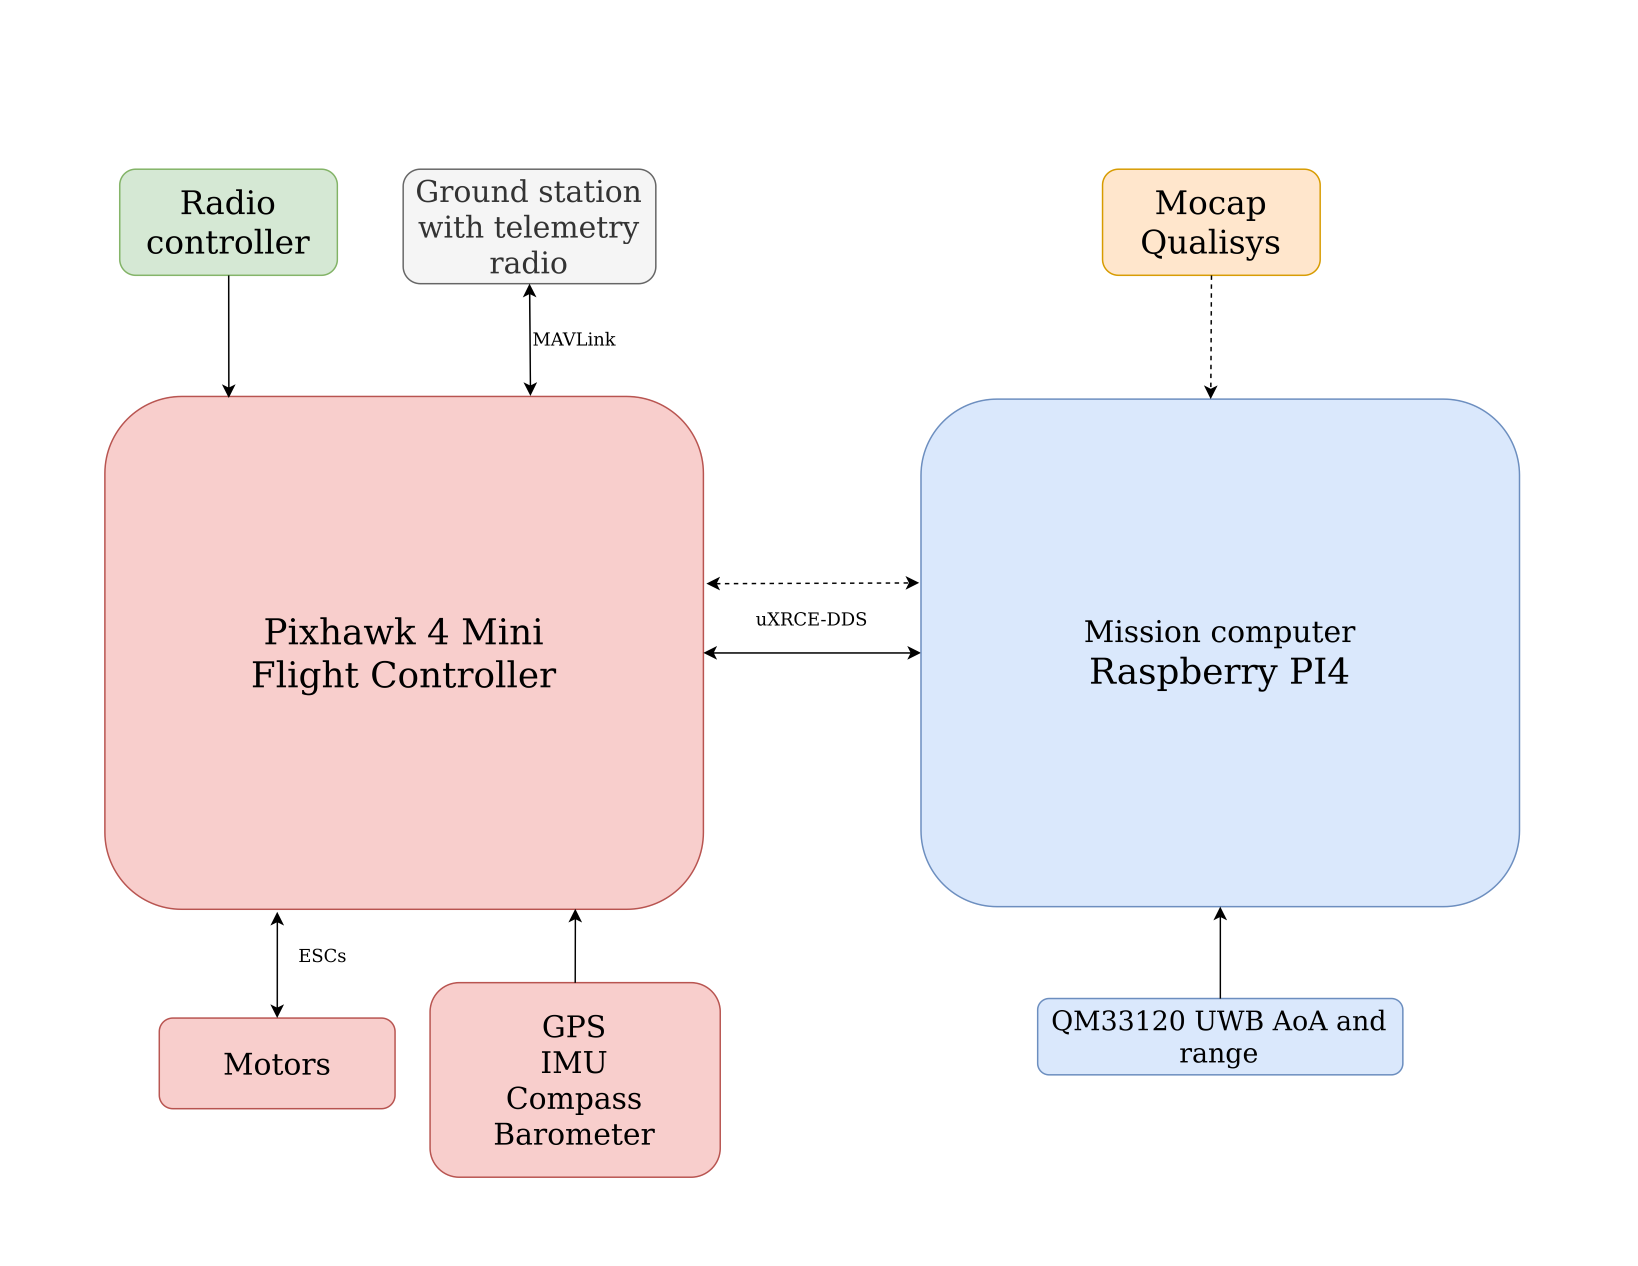 Radio
controller
Ground station
with telemetry
radio
Mocap
Qualisys
MAVLink
uXRCE-DDS
Pixhawk 4 Mini
Flight Controller
Mission computer
Raspberry PI4
ESCs
Motors
GPS
IMU
Compass
Barometer
QM33120 UWB AoA and
range